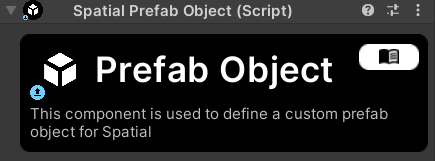 Spatial Prefab Object (Script)
Prefab Object
This component is used to define a custom prefab
object for Spatial